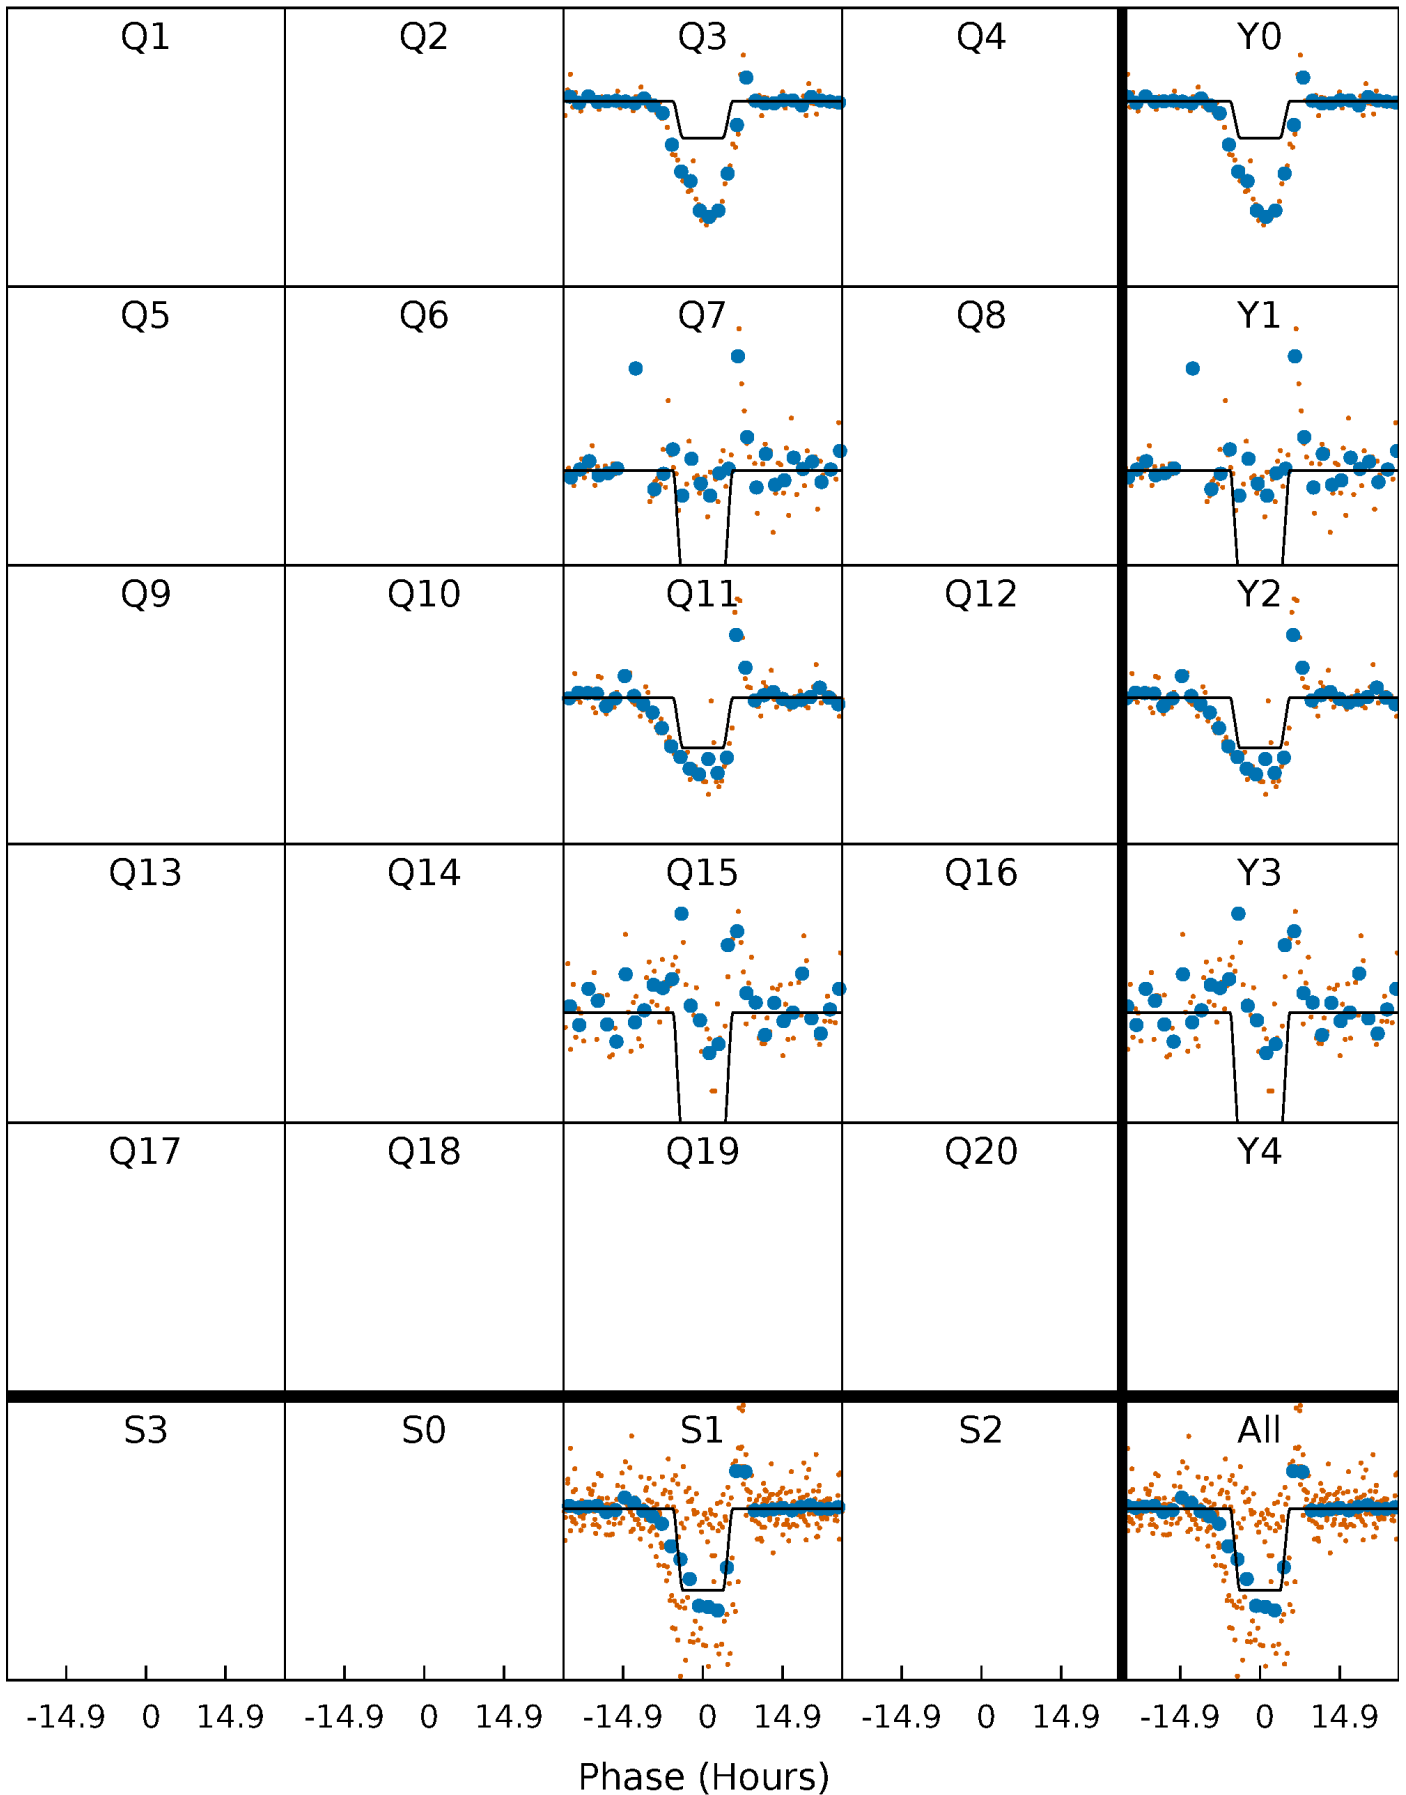 Q1 Q2 Q3 Q4 Y0
Q5 Q6 Q7 Q8 Y1
Q9 Q10 Q11 Q12 Y2
Q13 Q14 Q15 Q16 Y3
Q17 Q18 Q19 Q20 Y4
S3 S0 S1 S2 All
-14.9 0 14.9 -14.9 0 14.9 -14.9 0 14.9 -14.9 0 14.9 -14.9 0 14.9
Phase (Hours)